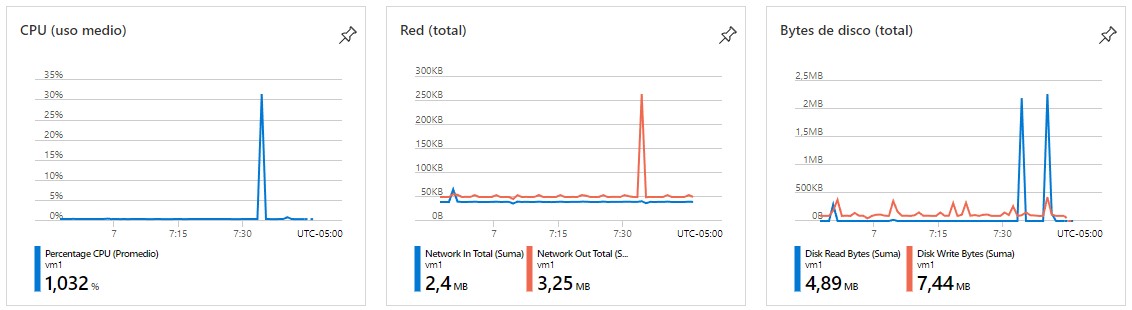 CPU (uso medio)
35%
30%
25%
20%
15%
10%
5%
0%
7
7:15
7:30
UTC-05:00
Percentage CPU (Promedio)
vm1
1,032 %
Red (total)
300KB
250KB
200KB
150KB
100KB
50KB
0B
7
7:15
7:30
UTC-05:00
Network In Total (Suma)
vm1
2,4 MB
Network Out Total (S...
vm1
3,25 MB
Bytes de disco (total)
2,5MB
2MB
1,5MB
1MB
500KB
0B
7
7:15
7:30
UTC-05:00
Disk Read Bytes (Suma)
vm1
4,89 MB
Disk Write Bytes (Suma)
vm1
7,44 MB